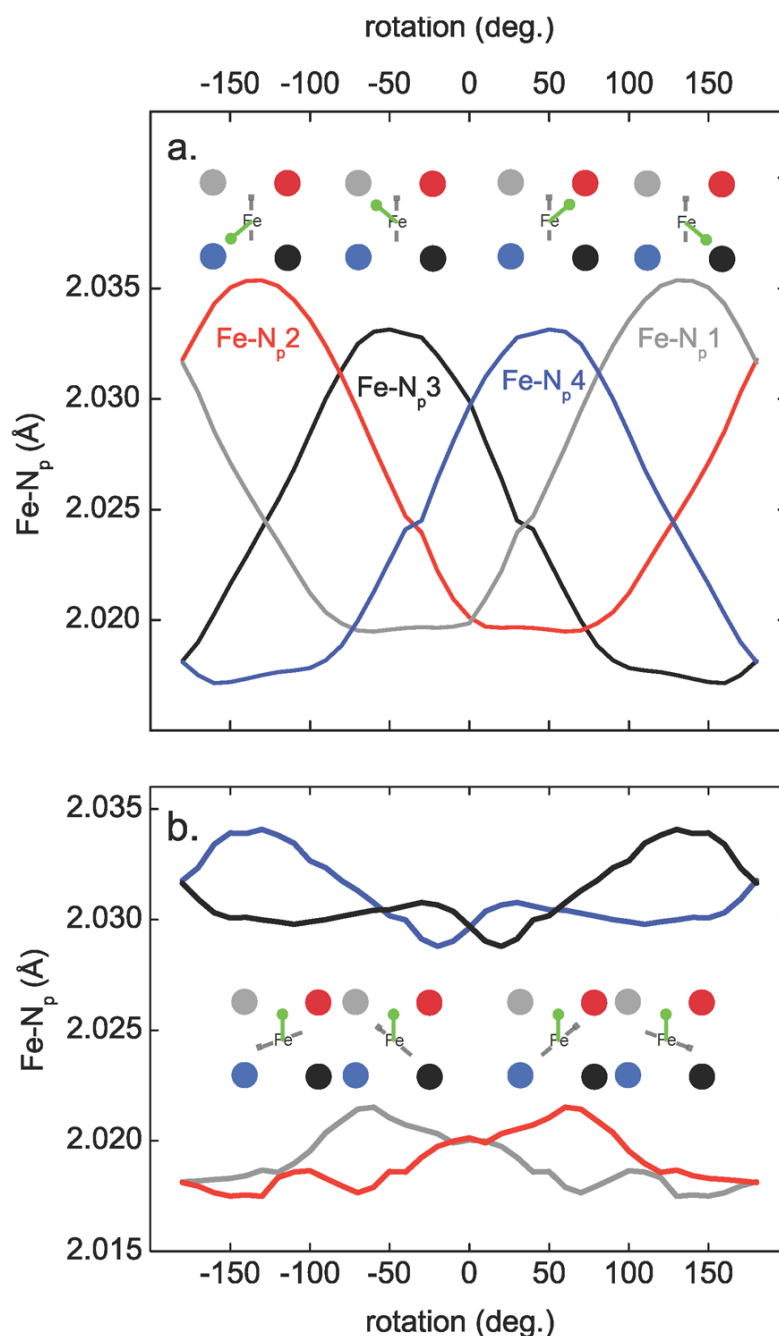 rotation (deg.)
-150 -100 -50 0 50 100 150
a.
Fe Fe Fe Fe
2.035
Fe-Np2 Fe-Np1
Fe-Np3 Fe-Np4
2.030
Fe-Np (Å)
2.025
2.020
2.035
b.
2.030
Fe-Np (Å)
2.025
Fe Fe Fe Fe
2.020
2.015
-150 -100 -50 0 50 100 150
rotation (deg.)